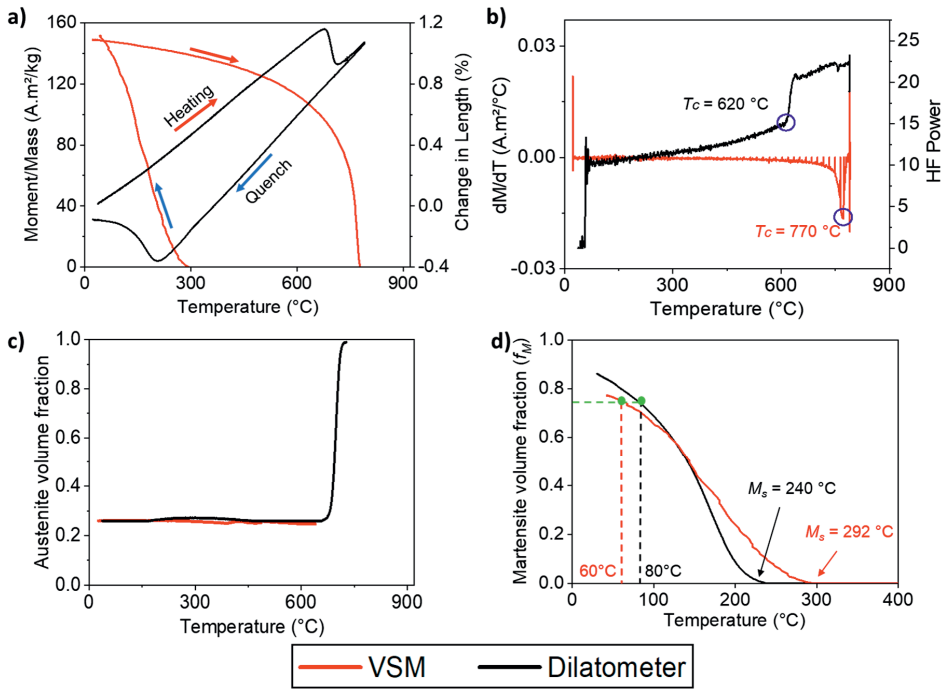 a)
160
120
80
40
0
Moment/Mass (A.m²/kg)
0
300
600
900
Temperature (°C)
1.2
0.8
0.4
0.0
-0.4
Change in Length (%)
Heating
Quench
b)
0.03
0.00
-0.03
dM/dT (A.m²/°C)
0
300
600
900
Temperature (°C)
25
20
15
10
5
0
HF Power
Tc = 620 °C
Tc = 770 °C
c)
1.0
0.8
0.6
0.4
0.2
0.0
Austenite volume fraction
0
300
600
900
Temperature (°C)
d)
1.0
0.8
0.6
0.4
0.2
0.0
Martensite volume fraction (fM)
0
100
200
300
400
Temperature (°C)
Ms = 240 °C
Ms = 292 °C
60°C
80°C
VSM
Dilatometer